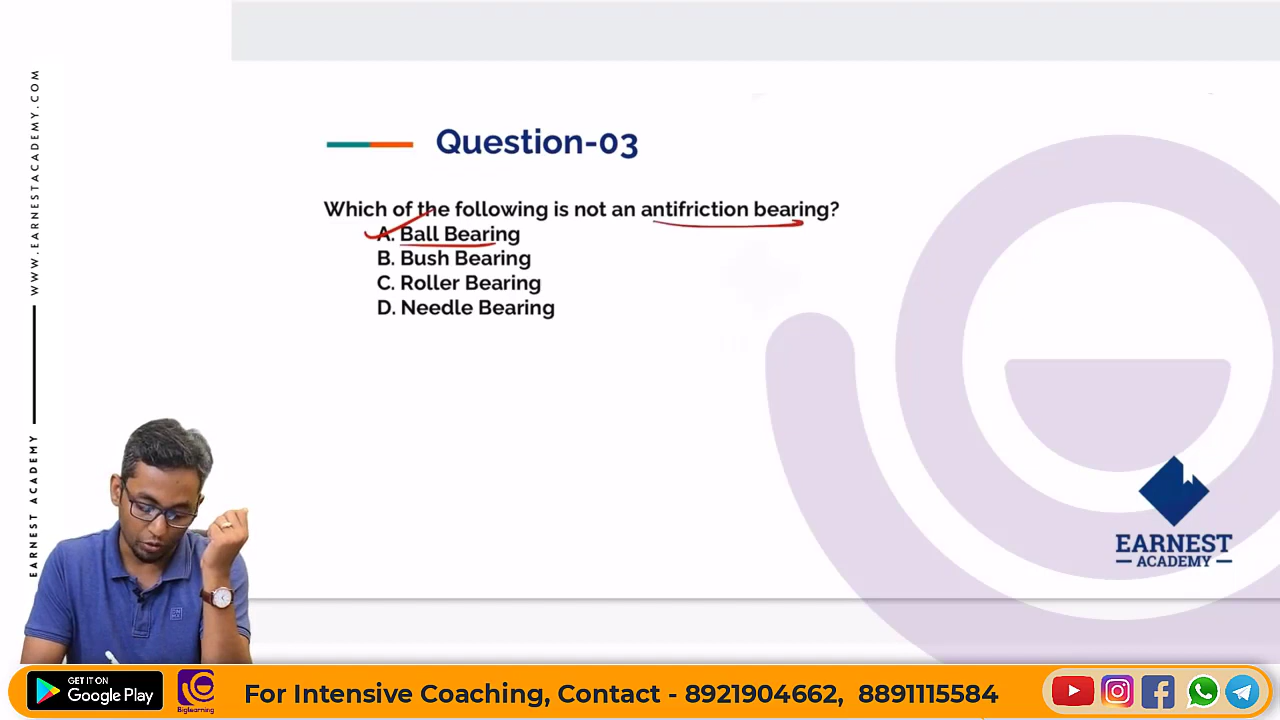 WWW.EARNESTACADEMY.COM
EARNEST ACADEMY
Question-03
Which of the following is not an antifriction bearing?
A. Ball Bearing
B. Bush Bearing
C. Roller Bearing
D. Needle Bearing
EARNEST
ACADEMY
GET IT ON
Google Play
Biglearning
For Intensive Coaching, Contact - 8921904662, 8891115584